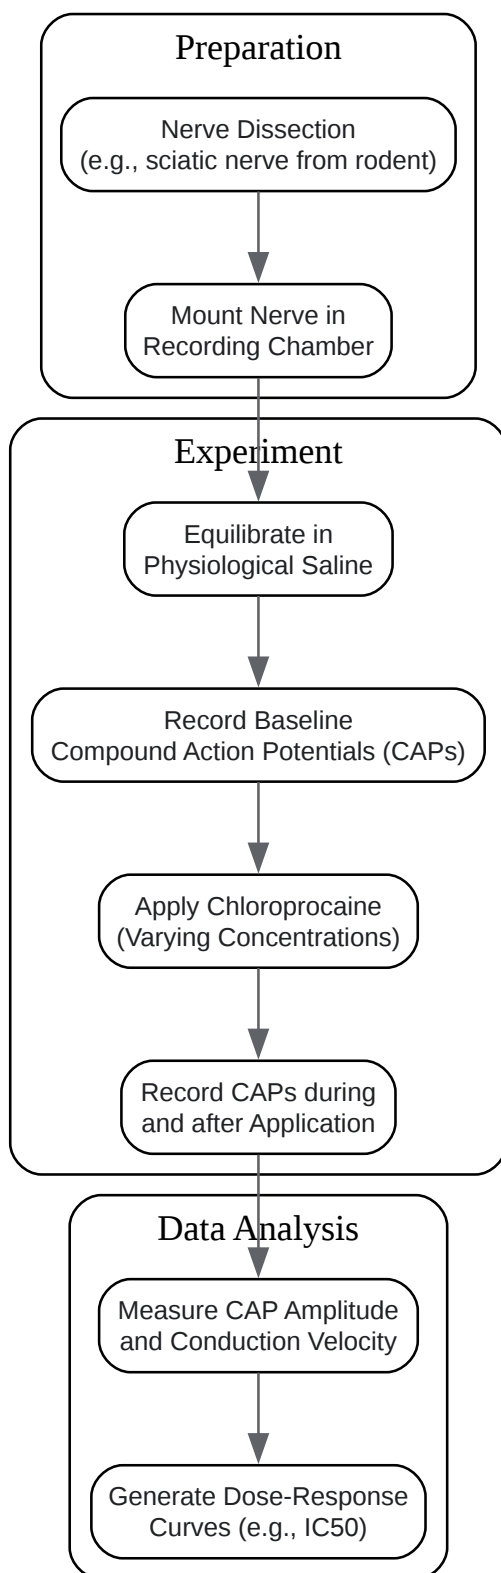 Preparation
Nerve Dissection
(e.g., sciatic nerve from rodent)
Mount Nerve in
Recording Chamber
Experiment
Equilibrate in
Physiological Saline
Record Baseline
Compound Action Potentials (CAPs)
Apply Chloroprocaine
(Varying Concentrations)
Record CAPs during
and after Application
Data Analysis
Measure CAP Amplitude
and Conduction Velocity
Generate Dose-Response
Curves (e.g., IC50)